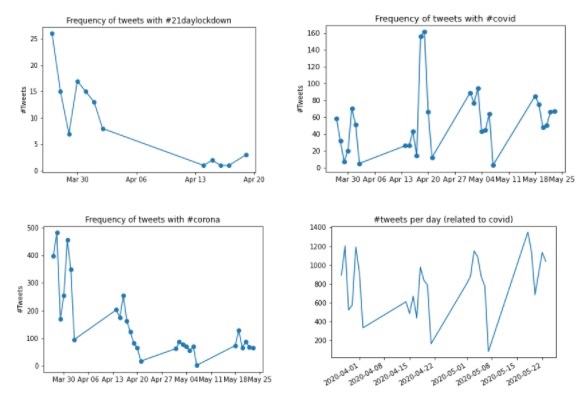 Frequency of tweets with #21daylockdown
#Tweets
25
20
15
10
5
0
Mar 30 Apr 06 Apr 13 Apr 20
Frequency of tweets with #covid
#Tweets
160
140
120
100
80
60
40
20
0
Mar 30 Apr 06 Apr 13 Apr 20 Apr 27 May 04 May 11 May 18 May 25
Frequency of tweets with #corona
#Tweets
500
400
300
200
100
0
Mar 30 Apr 06 Apr 13 Apr 20 Apr 27 May 04 May 11 May 18 May 25
#tweets per day (related to covid)
1400
1200
1000
800
600
400
200
2020-04-01 2020-04-08 2020-04-15 2020-04-22 2020-05-01 2020-05-08 2020-05-15 2020-05-22